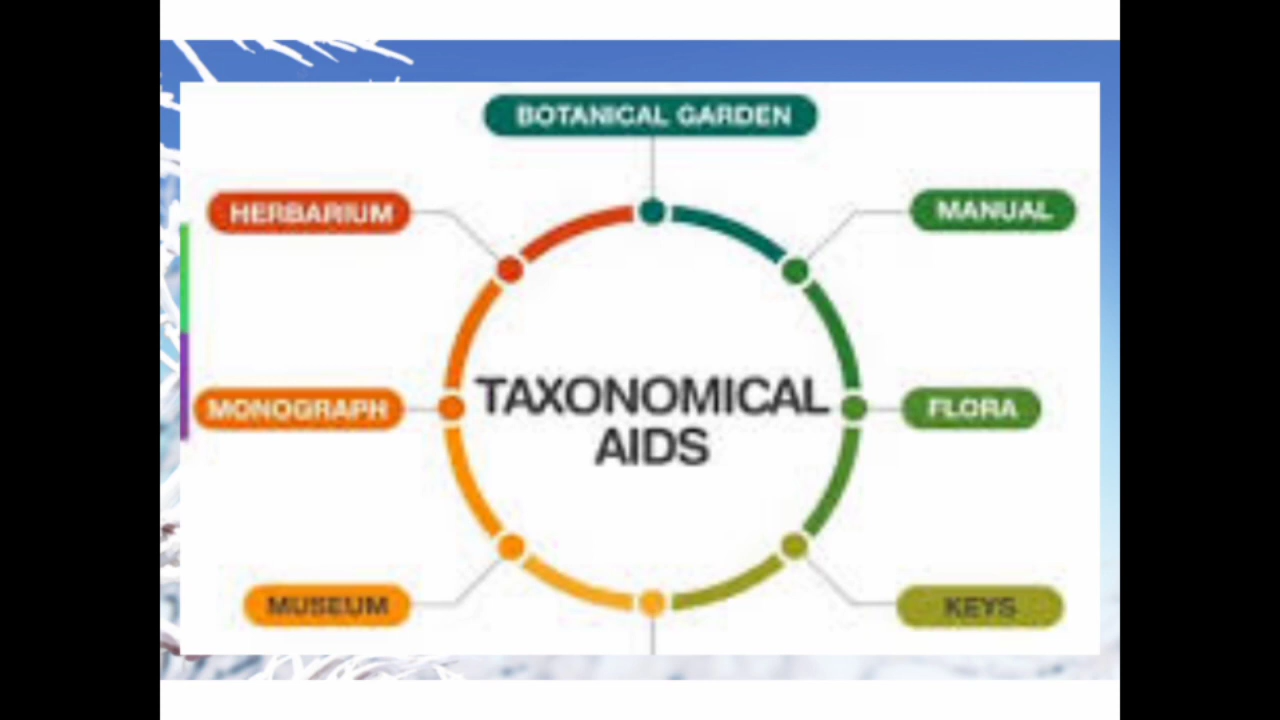 BOTANICAL GARDEN
HERBARIUM
MANUAL
MONOGRAPH
TAXONOMICAL
AIDS
FLORA
MUSEUM
KEYS